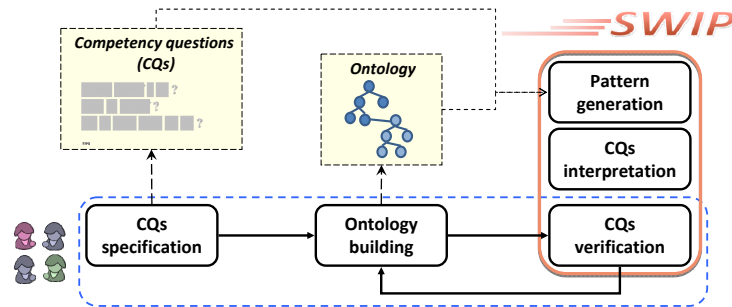 SWIP
Competency questions
(CQs)
?
?
?
Ontology
Pattern
generation
CQs
interpretation
CQs
specification
Ontology
building
CQs
verification